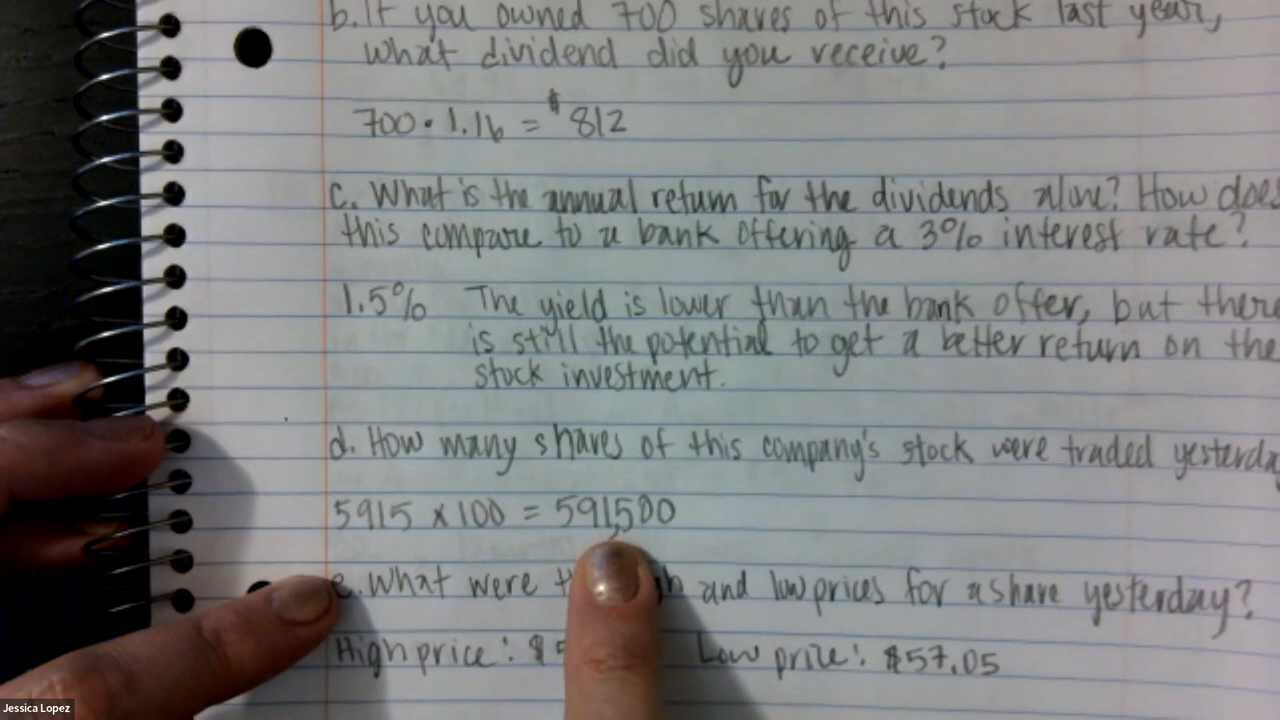 b. If you owned 700 shares of this stock last year,
what dividend did you receive?
700 · 1.16 = $812
c. What is the annual return for the dividends alone? How does
this compare to a bank offering a 3% interest rate?
1.5% The yield is lower than the bank offer, but there
is still the potential to get a better return on the
stock investment.
d. How many shares of this company's stock were traded yesterday
5915 x 100 = 591,500
e. What were and low prices for a share yesterday?
High price: $5 Low price: $57.05
Jessica Lopez